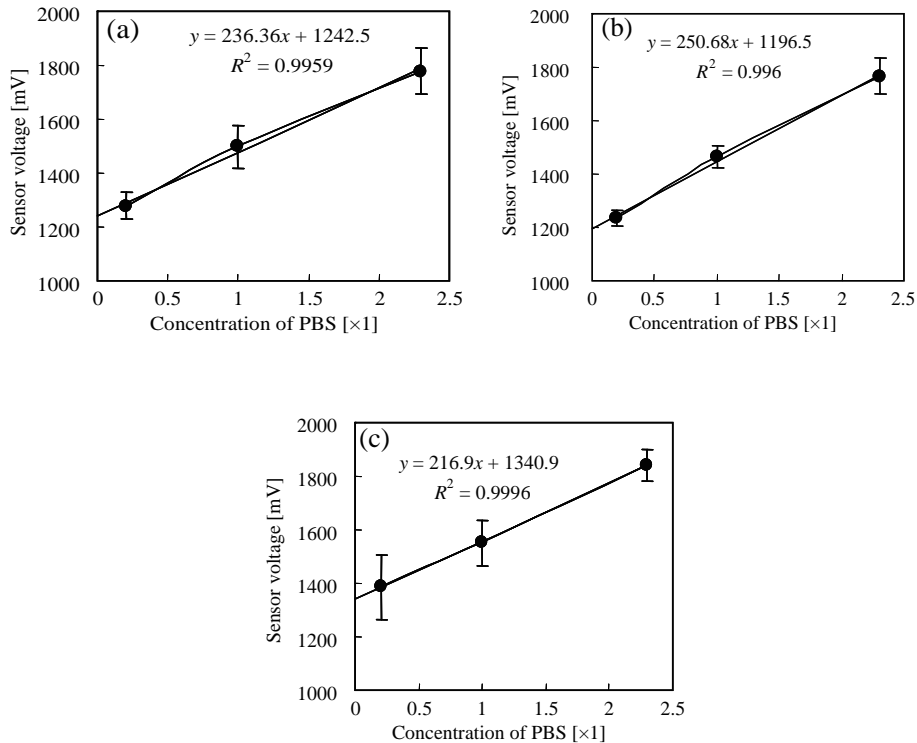 (a)
y = 236.36x + 1242.5
R² = 0.9959
Sensor voltage [mV]
2000
1800
1600
1400
1200
1000
0 0.5 1 1.5 2 2.5
Concentration of PBS [×1]
(b)
y = 250.68x + 1196.5
R² = 0.996
Sensor voltage [mV]
2000
1800
1600
1400
1200
1000
0 0.5 1 1.5 2 2.5
Concentration of PBS [×1]
(c)
y = 216.9x + 1340.9
R² = 0.9996
Sensor voltage [mV]
2000
1800
1600
1400
1200
1000
0 0.5 1 1.5 2 2.5
Concentration of PBS [×1]